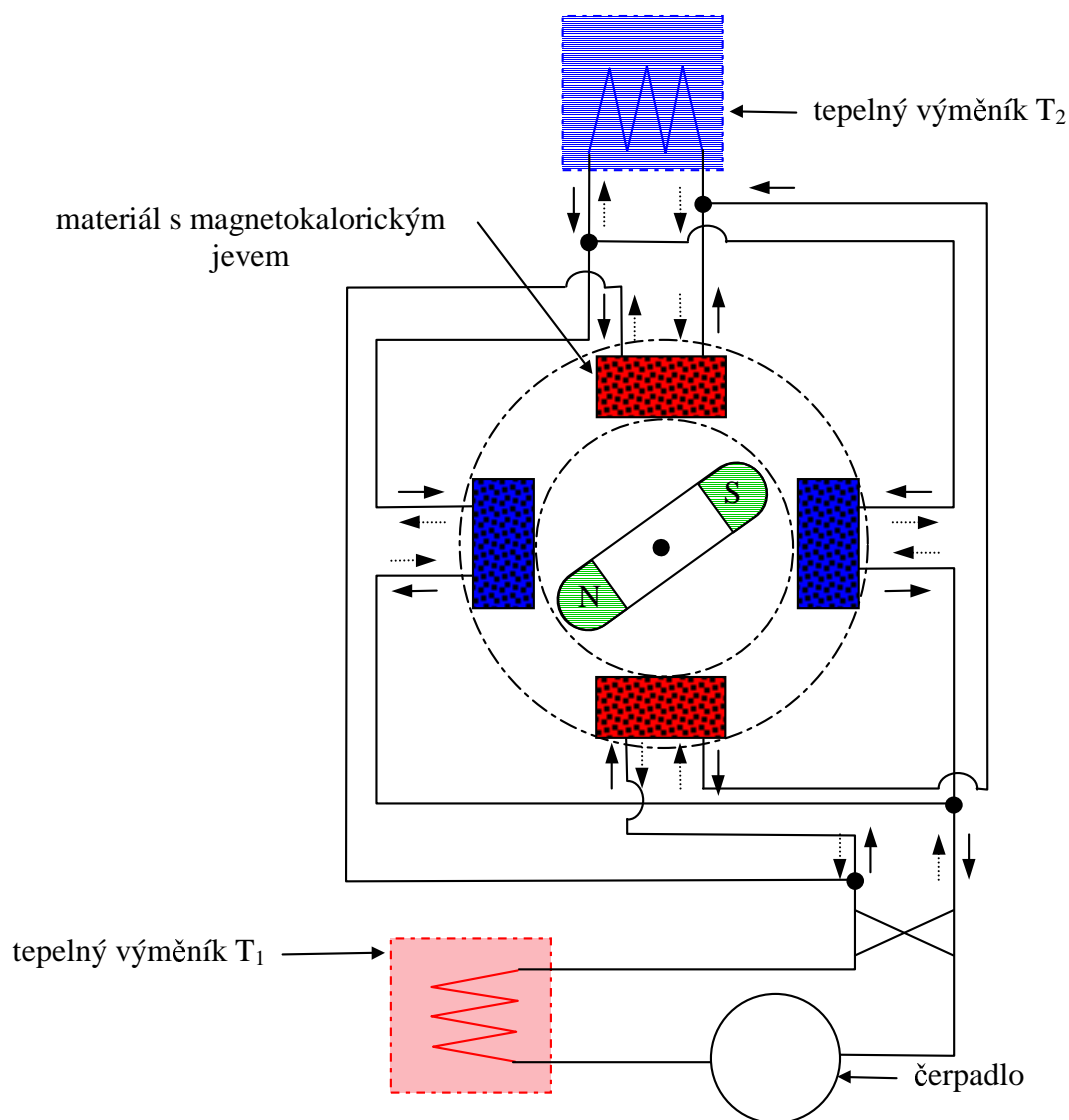 tepelný výměník T₂
materiál s magnetokalorickým
jevem
S
N
tepelný výměník T₁
čerpadlo